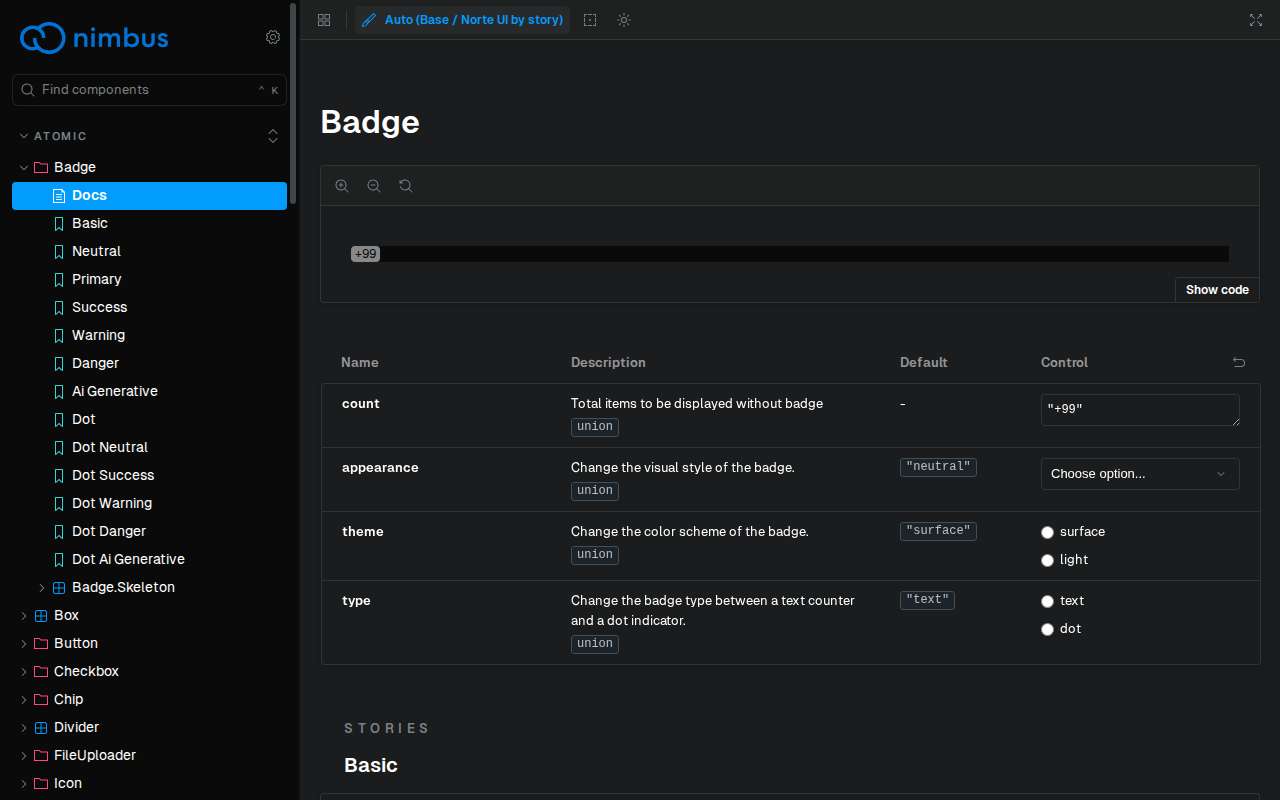 nimbus
Find components
^ K
ATOMIC
Badge
Docs
Basic
Neutral
Primary
Success
Warning
Danger
Ai Generative
Dot
Dot Neutral
Dot Success
Dot Warning
Dot Danger
Dot Ai Generative
Badge.Skeleton
Box
Button
Checkbox
Chip
Divider
FileUploader
Icon
Auto (Base / Norte UI by story)
Badge
+99
Show code
Name Description Default Control
count Total items to be displayed without badge - "+99"
union
appearance Change the visual style of the badge. "neutral" Choose option...
union
theme Change the color scheme of the badge. "surface" surface
union light
type Change the badge type between a text counter "text" text
and a dot indicator. dot
union
STORIES
Basic